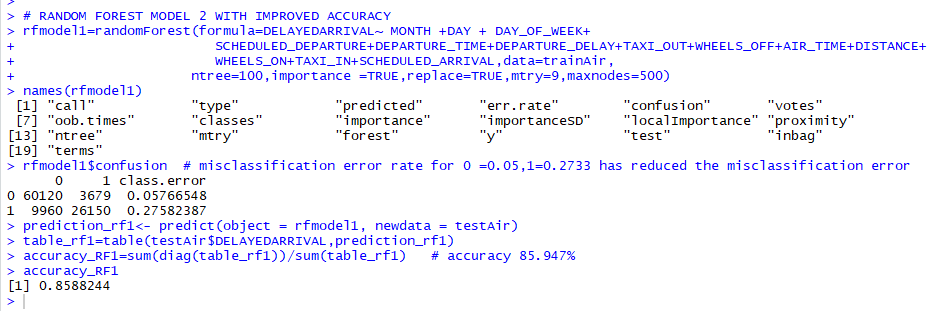 >
> # RANDOM FOREST MODEL 2 WITH IMPROVED ACCURACY
> rfmodel1=randomForest(formula=DELAYEDARRIVAL~ MONTH +DAY + DAY_OF_WEEK+
+ SCHEDULED_DEPARTURE+DEPARTURE_TIME+DEPARTURE_DELAY+TAXI_OUT+WHEELS_OFF+AIR_TIME+DISTANCE+
+ WHEELS_ON+TAXI_IN+SCHEDULED_ARRIVAL,data=trainAir,
+ ntree=100,importance =TRUE,replace=TRUE,mtry=9,maxnodes=500)
> names(rfmodel1)
[1] "call" "type" "predicted" "err.rate" "confusion" "votes"
[7] "oob.times" "classes" "importance" "importanceSD" "localImportance" "proximity"
[13] "ntree" "mtry" "forest" "y" "test" "inbag"
[19] "terms"
> rfmodel1$confusion # misclassification error rate for 0 =0.05,1=0.2733 has reduced the misclassification error
0 1 class.error
0 60120 3679 0.05766548
1 9960 26150 0.27582387
> prediction_rf1<- predict(object = rfmodel1, newdata = testAir)
> table_rf1=table(testAir$DELAYEDARRIVAL,prediction_rf1)
> accuracy_RF1=sum(diag(table_rf1))/sum(table_rf1) # accuracy 85.947%
> accuracy_RF1
[1] 0.8588244
>